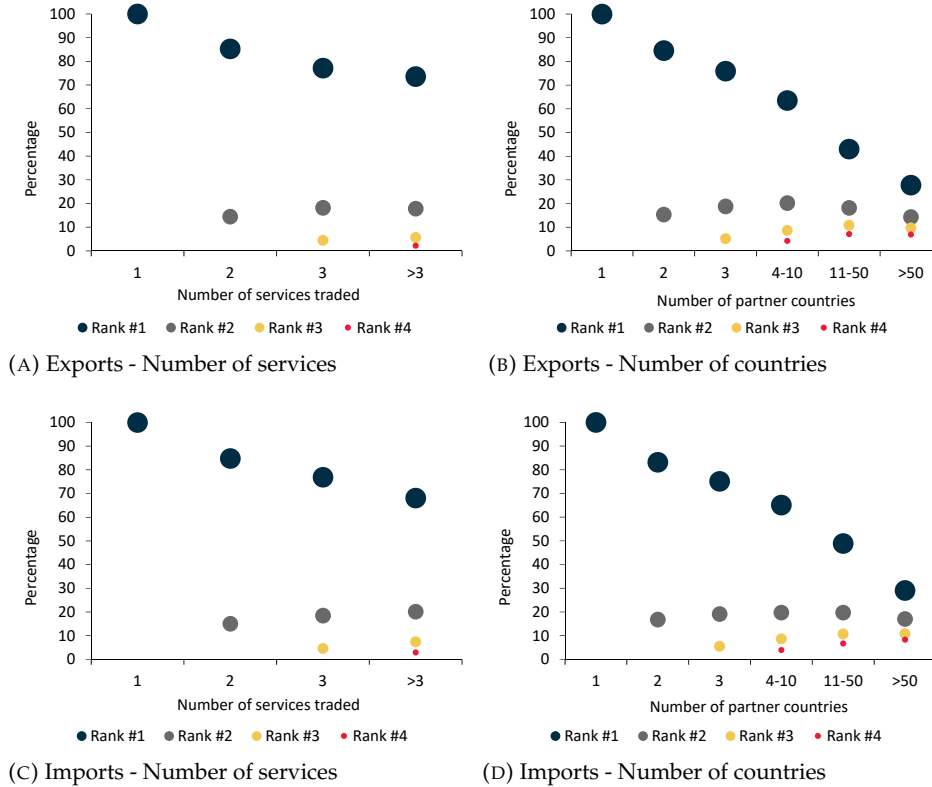 100
90
80
70
60
50
40
30
20
10
0
Percentage
1 2 3 >3
Number of services traded
Rank #1 Rank #2 Rank #3 Rank #4
(A) Exports - Number of services
100
90
80
70
60
50
40
30
20
10
0
Percentage
1 2 3 4-10 11-50 >50
Number of partner countries
Rank #1 Rank #2 Rank #3 Rank #4
(B) Exports - Number of countries
100
90
80
70
60
50
40
30
20
10
0
Percentage
1 2 3 >3
Number of services traded
Rank #1 Rank #2 Rank #3 Rank #4
(C) Imports - Number of services
100
90
80
70
60
50
40
30
20
10
0
Percentage
1 2 3 4-10 11-50 >50
Number of partner countries
Rank #1 Rank #2 Rank #3 Rank #4
(D) Imports - Number of countries